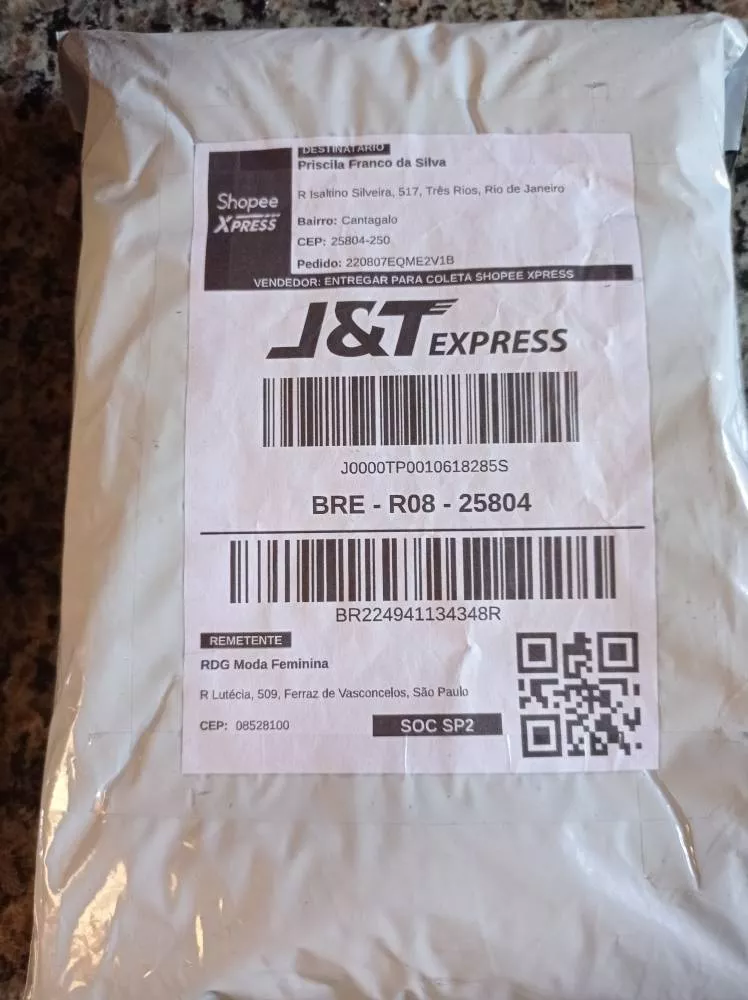 DESTINATÁRIO
Priscila Franco da Silva
Shopee
XPRESS
R Isaltino Silveira, 517, Três Rios, Rio de Janeiro
Bairro: Cantagalo
CEP: 25804-250
Pedido: 220807EQME2V1B
VENDEDOR: ENTREGAR PARA COLETA SHOPEE XPRESS
J&T EXPRESS
J0000TP0010618285S
BRE - R08 - 25804
BR224941134348R
REMETENTE
RDG Moda Feminina
R Lutécia, 509, Ferraz de Vasconcelos, São Paulo
CEP: 08528100
SOC SP2